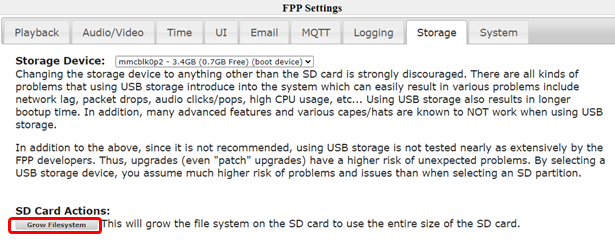 FPP Settings
Playback Audio/Video Time UI Email MQTT Logging Storage System
Storage Device: mmcblk0p2 - 3.4GB (0.7GB Free) (boot device)
Changing the storage device to anything other than the SD card is strongly discouraged. There are all kinds of
problems that using USB storage introduce into the system which can easily result in various problems include
network lag, packet drops, audio clicks/pops, high CPU usage, etc... Using USB storage also results in longer
bootup time. In addition, many advanced features and various capes/hats are known to NOT work when using USB
storage.
In addition to the above, since it is not recommended, using USB storage is not tested nearly as extensively by the
FPP developers. Thus, upgrades (even "patch" upgrades) have a higher risk of unexpected problems. By selecting a
USB storage device, you assume much higher risk of problems and issues than when selecting an SD partition.
SD Card Actions:
Grow Filesystem This will grow the file system on the SD card to use the entire size of the SD card.